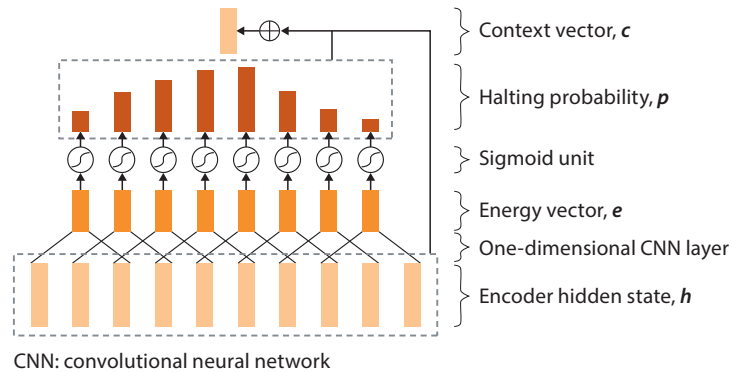 Context vector, c
Halting probability, p
Sigmoid unit
Energy vector, e
One-dimensional CNN layer
Encoder hidden state, h
CNN: convolutional neural network